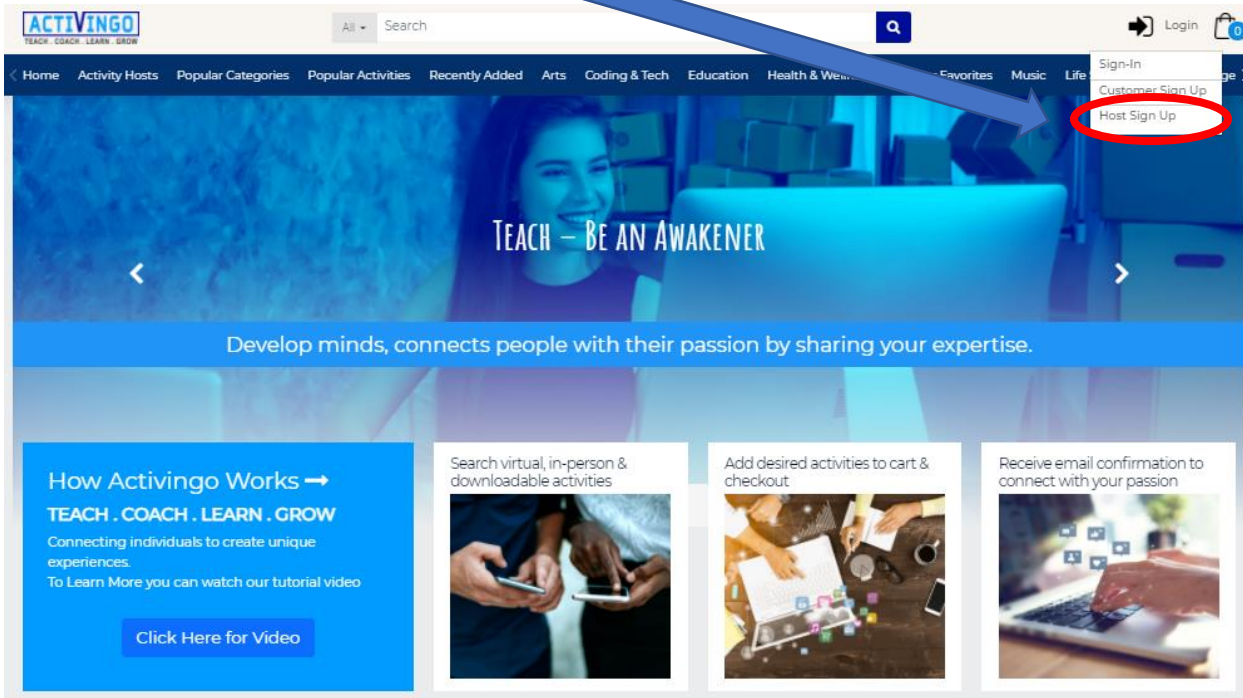 ACTIVINGO
TEACH . COACH . LEARN . GROW
All Search
Login
0
Sign-In
Customer Sign Up
Host Sign Up
Home Activity Hosts Popular Categories Popular Activities Recently Added Arts Coding & Tech Education Health & Favorites Music
TEACH – BE AN AWAKENER
Develop minds, connects people with their passion by sharing your expertise.
How Activingo Works →
TEACH . COACH . LEARN . GROW
Connecting individuals to create unique
experiences.
To Learn More you can watch our tutorial video
Click Here for Video
Search virtual, in-person &
downloadable activities
Add desired activities to cart &
checkout
Receive email confirmation to
connect with your passion